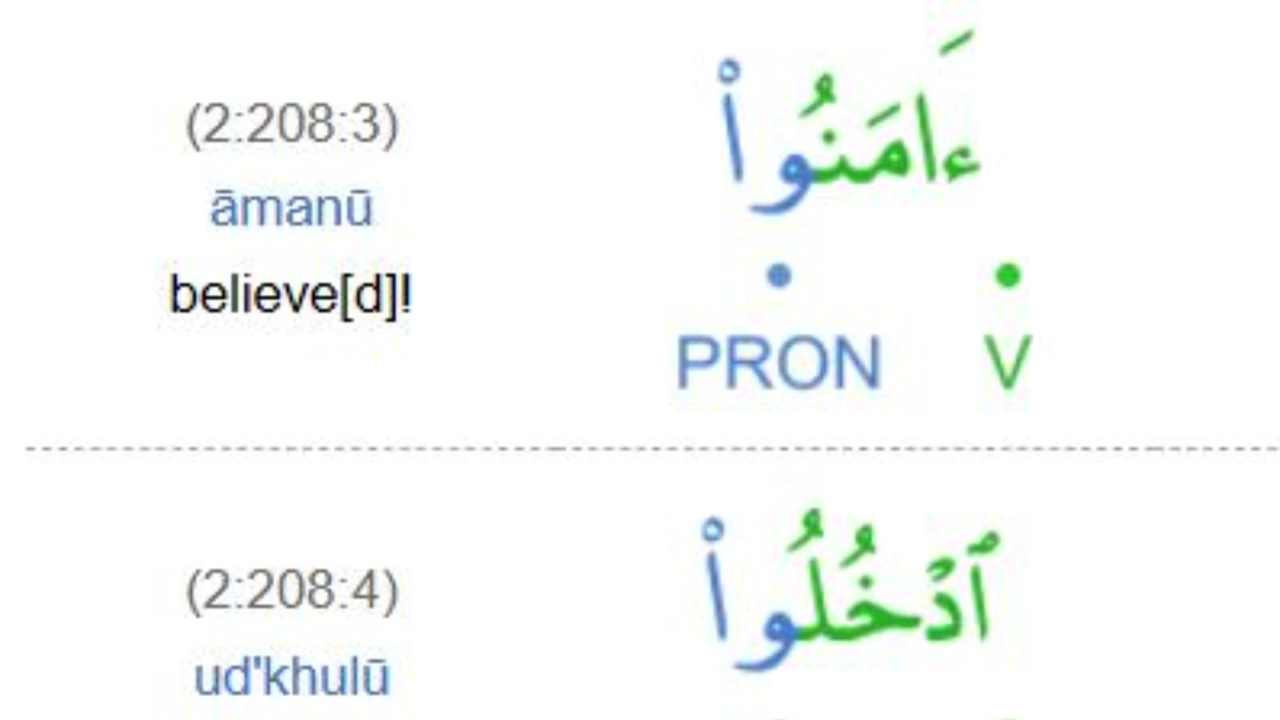 (2:208:3)
āmanū
believe[d]!
ءَامَنُوا۟
PRON V
(2:208:4)
ud'khulū
ٱدْخُلُوا۟